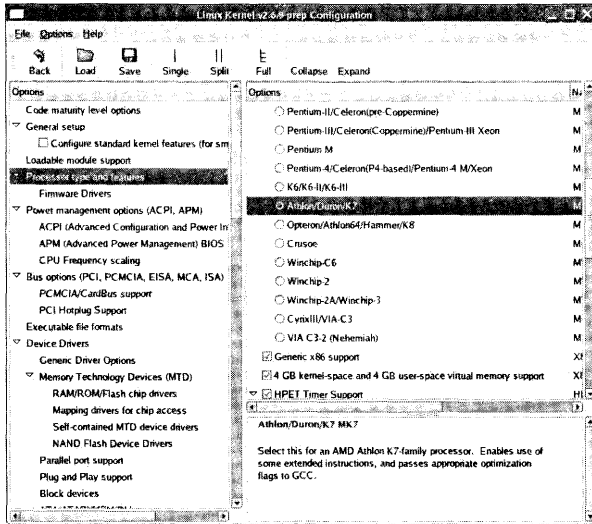 Linux Kernel v2.6.9-prep Configuration
File Options Help
Back Load Save Single Split Full Collapse Expand
Options
Code maturity level options
General setup
Configure standard kernel features (for sm
Loadable module support
Processor type and features
Firmware Drivers
Power management options (ACPI, APM)
ACPI (Advanced Configuration and Power In
APM (Advanced Power Management) BIOS
CPU Frequency scaling
Bus options (PCI, PCMCIA, EISA, MCA, ISA)
PCMCIA/CardBus support
PCI Hotplug Support
Executable file formats
Device Drivers
Generic Driver Options
Memory Technology Devices (MTD)
RAM/ROM/Flash chip drivers
Mapping drivers for chip access
Self-contained MTD device drivers
NAND Flash Device Drivers
Parallel port support
Plug and Play support
Block devices
Options Na
Pentium-II/Celeron(pre-Coppermine) M
Pentium-III/Celeron(Coppermine)/Pentium-III Xeon M
Pentium M M
Pentium-4/Celeron(P4-based)/Pentium-4 M/Xeon M
K6/K6-II/K6-III M
Athlon/Duron/K7 M
Opteron/Athlon64/Hammer/K8 M
Crusoe M
Winchip-C6 M
Winchip-2 M
Winchip-2A/Winchip-3 M
CyrixIII/VIA-C3 M
VIA C3-2 (Nehemiah) M
Generic x86 support X8
4 GB kernel-space and 4 GB user-space virtual memory support X8
HPET Timer Support HP
Athlon/Duron/K7 MK7
Select this for an AMD Athlon K7-family processor. Enables use of
some extended instructions, and passes appropriate optimization
flags to GCC.